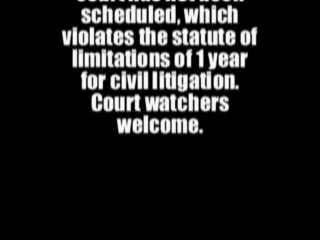 scheduled, which
violates the statute of
limitations of 1 year
for civil litigation.
Court watchers
welcome.